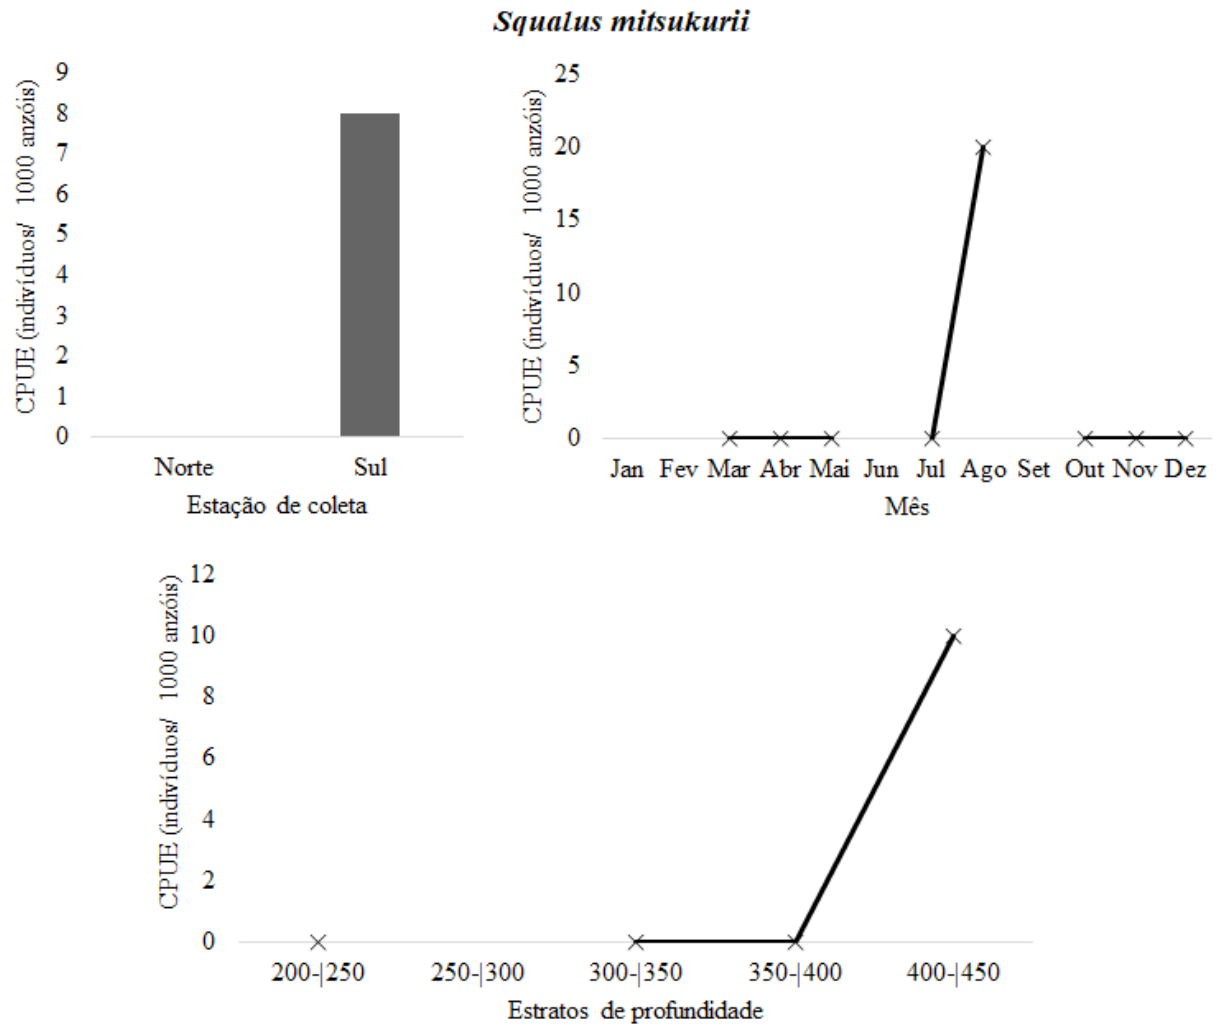 Squalus mitsukurii
CPUE (indivíduos/ 1000 anzóis)
9
8
7
6
5
4
3
2
1
0
Norte Sul
Estação de coleta
CPUE (indivíduos/ 1000 anzóis)
25
20
15
10
5
0
Jan Fev Mar Abr Mai Jun Jul Ago Set Out Nov Dez
Mês
CPUE (indivíduos/ 1000 anzóis)
12
10
8
6
4
2
0
200-|250 250-|300 300-|350 350-|400 400-|450
Estratos de profundidade